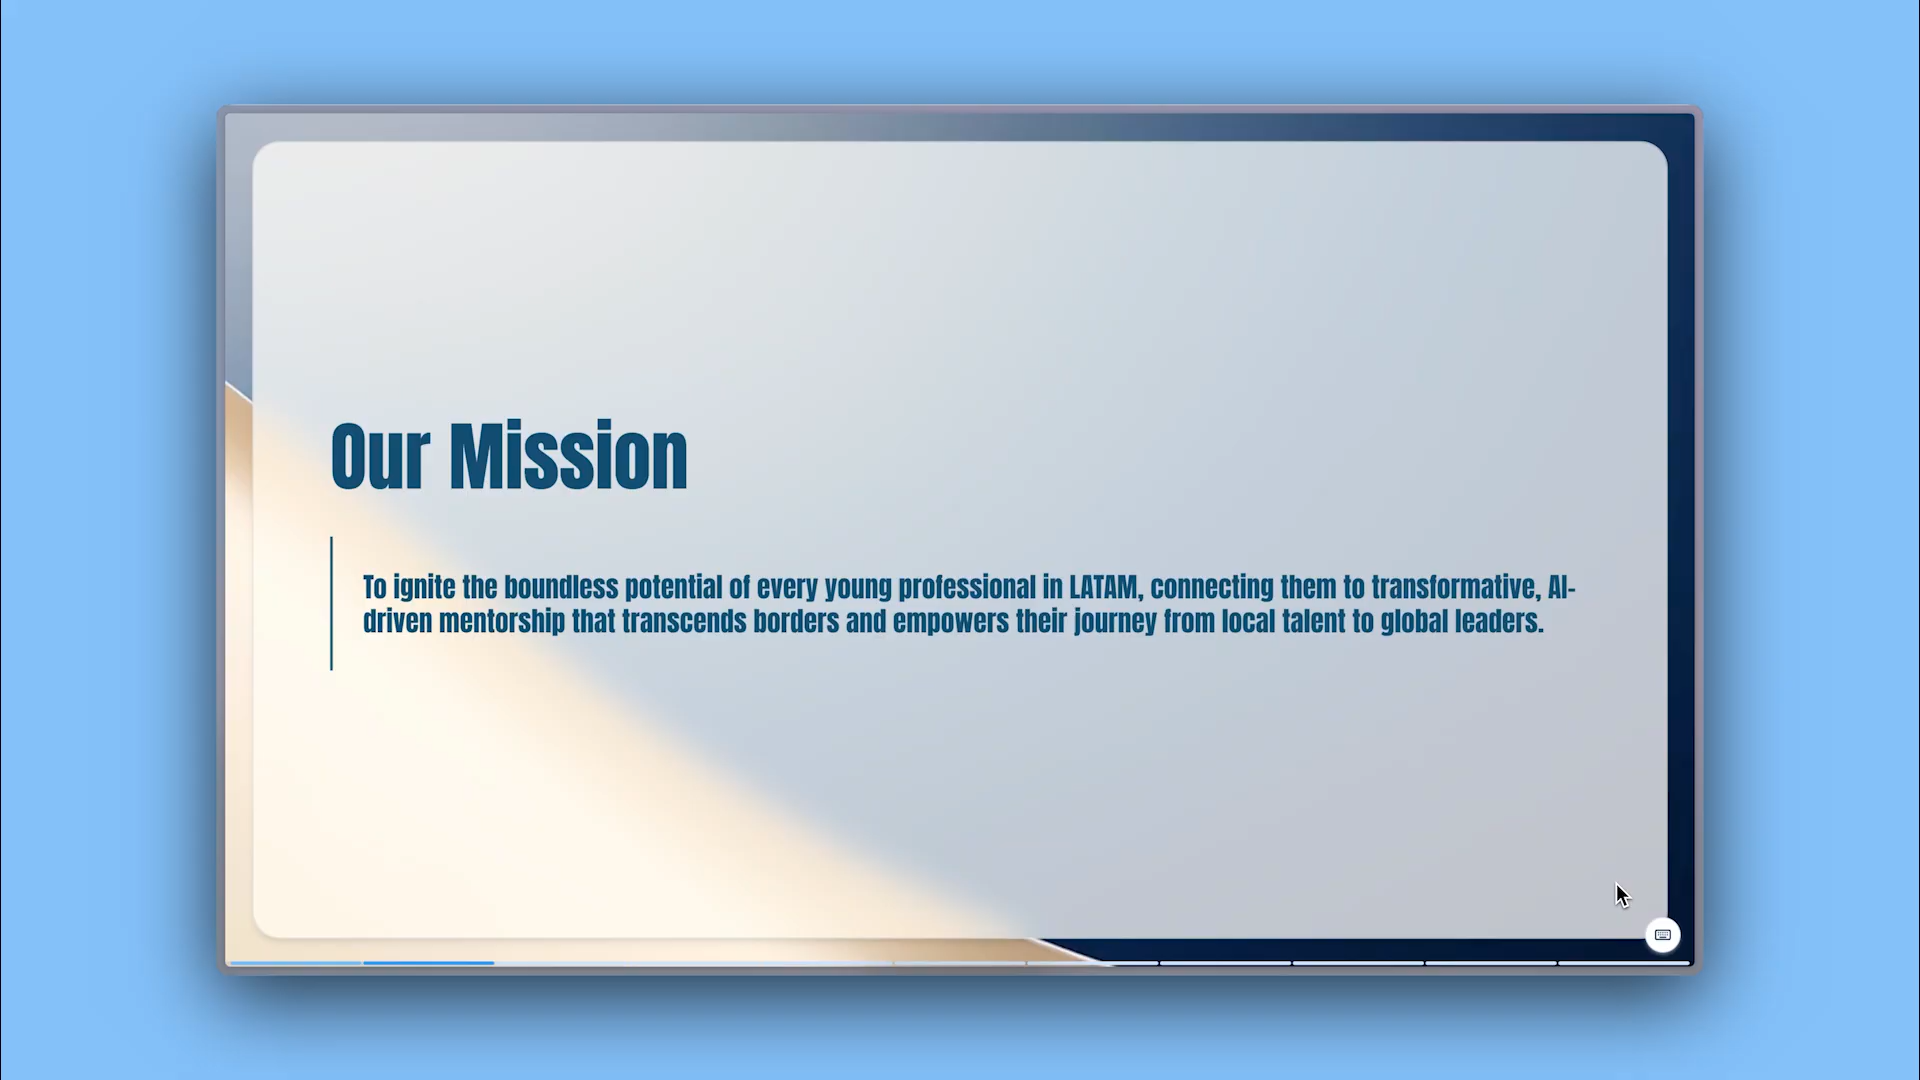 Our Mission
To ignite the boundless potential of every young professional in LATAM, connecting them to transformative, AI-
driven mentorship that transcends borders and empowers their journey from local talent to global leaders.